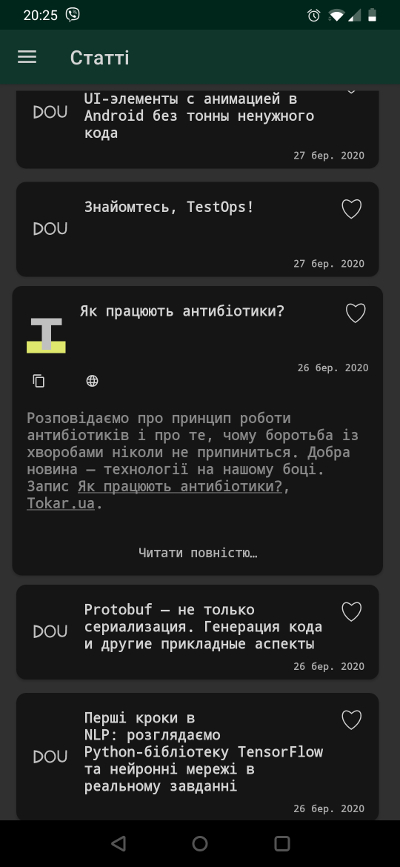 20:25
Статті
UI-элементы с анимацией в
Android без тонны ненужного
кода
DOU
27 бер. 2020
Знайомтесь, TestOps!
DOU
27 бер. 2020
Як працюють антибіотики?
T
26 бер. 2020
Розповідаємо про принцип роботи
антибіотиків і про те, чому боротьба із
хворобами ніколи не припиниться. Добра
новина — технології на нашому боці.
Запис Як працюють антибіотики?,
Tokar.ua.
Читати повністю…
Protobuf — не только
сериализация. Генерация кода
и другие прикладные аспекты
DOU
26 бер. 2020
Перші кроки в
NLP: розглядаємо
Python-бібліотеку TensorFlow
та нейронні мережі в
реальному завданні
DOU
26 бер. 2020